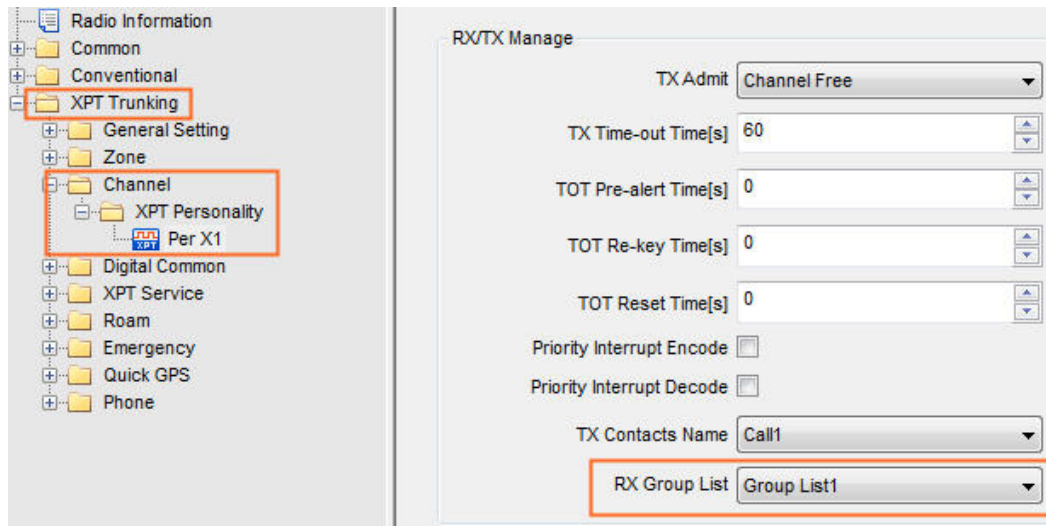 Radio Information
Common
Conventional
XPT Trunking
General Setting
Zone
Channel
XPT Personality
XPT Per X1
Digital Common
XPT Service
Roam
Emergency
Quick GPS
Phone
RX/TX Manage
TX Admit Channel Free
TX Time-out Time[s] 60
TOT Pre-alert Time[s] 0
TOT Re-key Time[s] 0
TOT Reset Time[s] 0
Priority Interrupt Encode
Priority Interrupt Decode
TX Contacts Name Call1
RX Group List Group List1